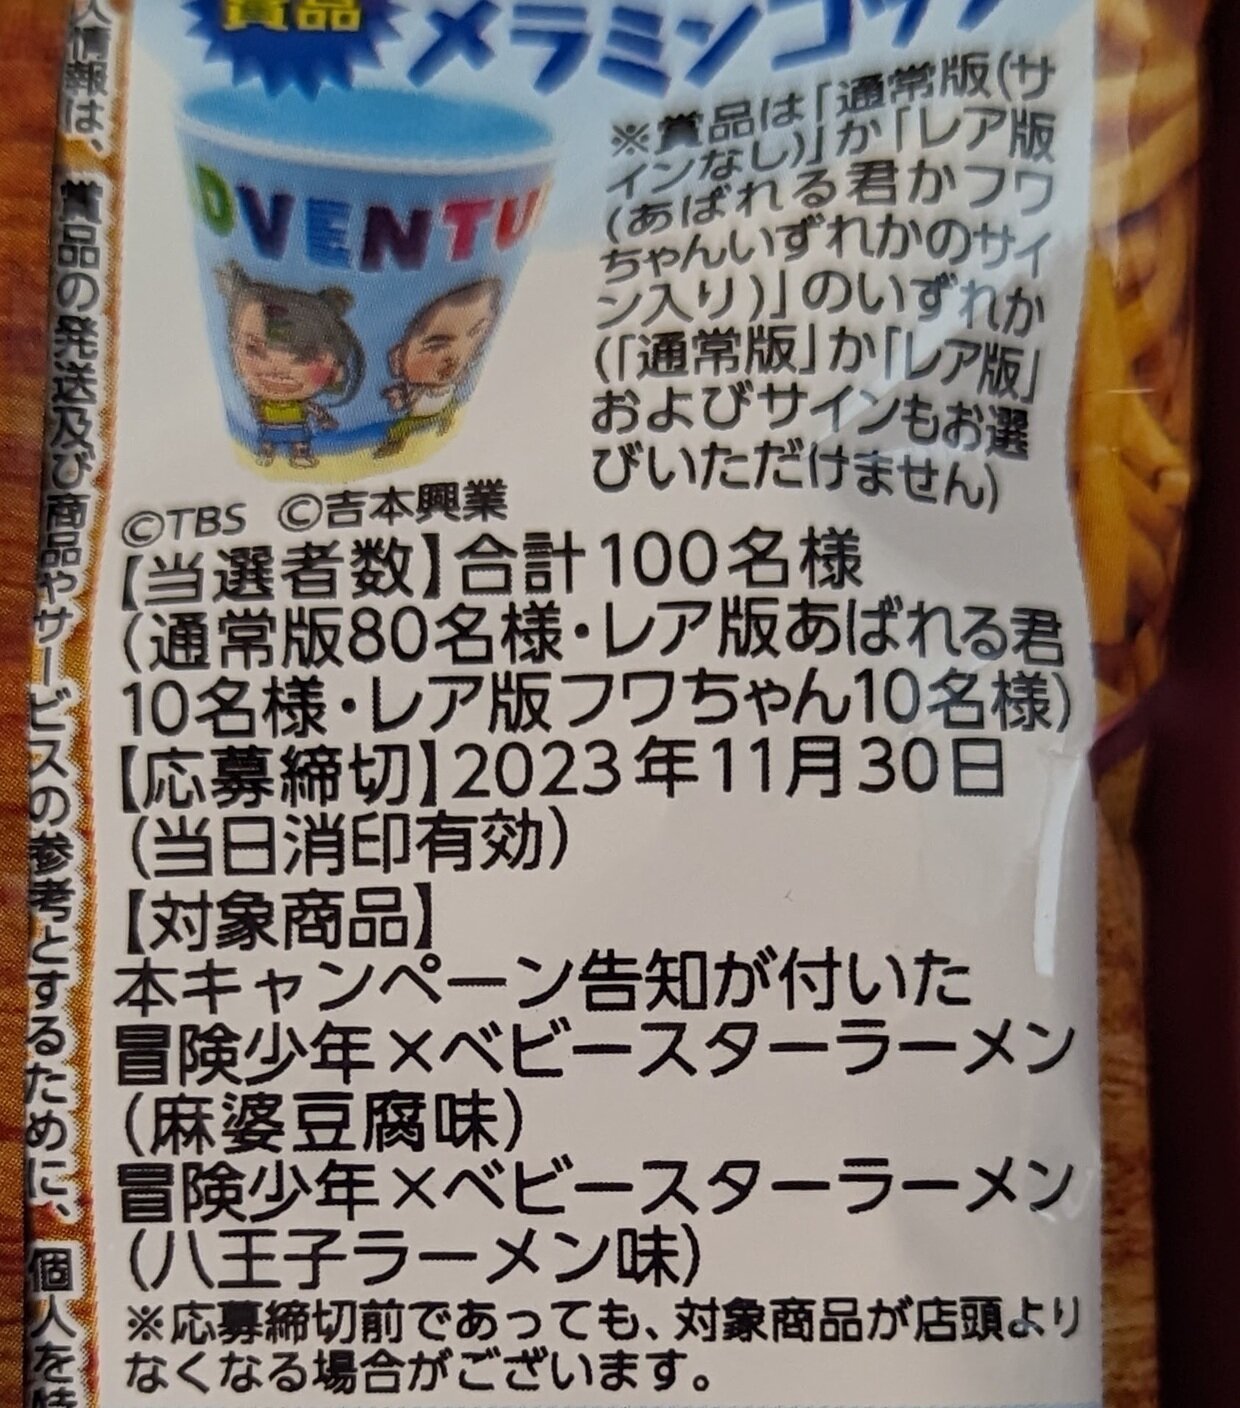 賞品
メラミンコップ
DVENTU
※賞品は「通常版(サ
インなし)」か「レア版
(あばれる君かフワ
ちゃんいずれかのサイ
ン入り)」のいずれか
(「通常版」か「レア版」
およびサインもお選
びいただけません)
©TBS ©吉本興業
【当選者数】合計100名様
(通常版80名様・レア版あばれる君
10名様・レア版フワちゃん10名様)
【応募締切】2023年11月30日
(当日消印有効)
【対象商品】
本キャンペーン告知が付いた
冒険少年×ベビースターラーメン
(麻婆豆腐味)
冒険少年×ベビースターラーメン
(八王子ラーメン味)
※応募締切前であっても、対象商品が店頭より
なくなる場合がございます。
人情報は、賞品の発送及び商品やサービスの参考とするために、個人を特